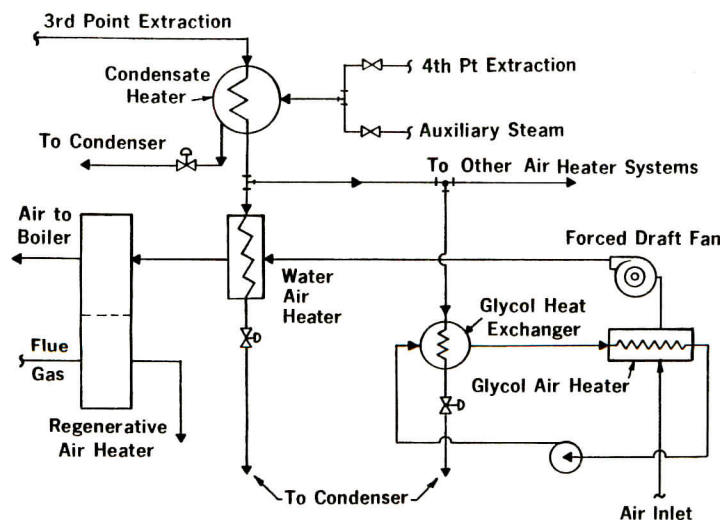 3rd Point Extraction
Condensate
Heater
4th Pt Extraction
To Condenser
Auxiliary Steam
To Other Air Heater Systems
Air to
Boiler
Forced Draft Fan
Water
Air
Heater
Glycol Heat
Exchanger
Flue
Gas
Glycol Air Heater
Regenerative
Air Heater
To Condenser
Air Inlet